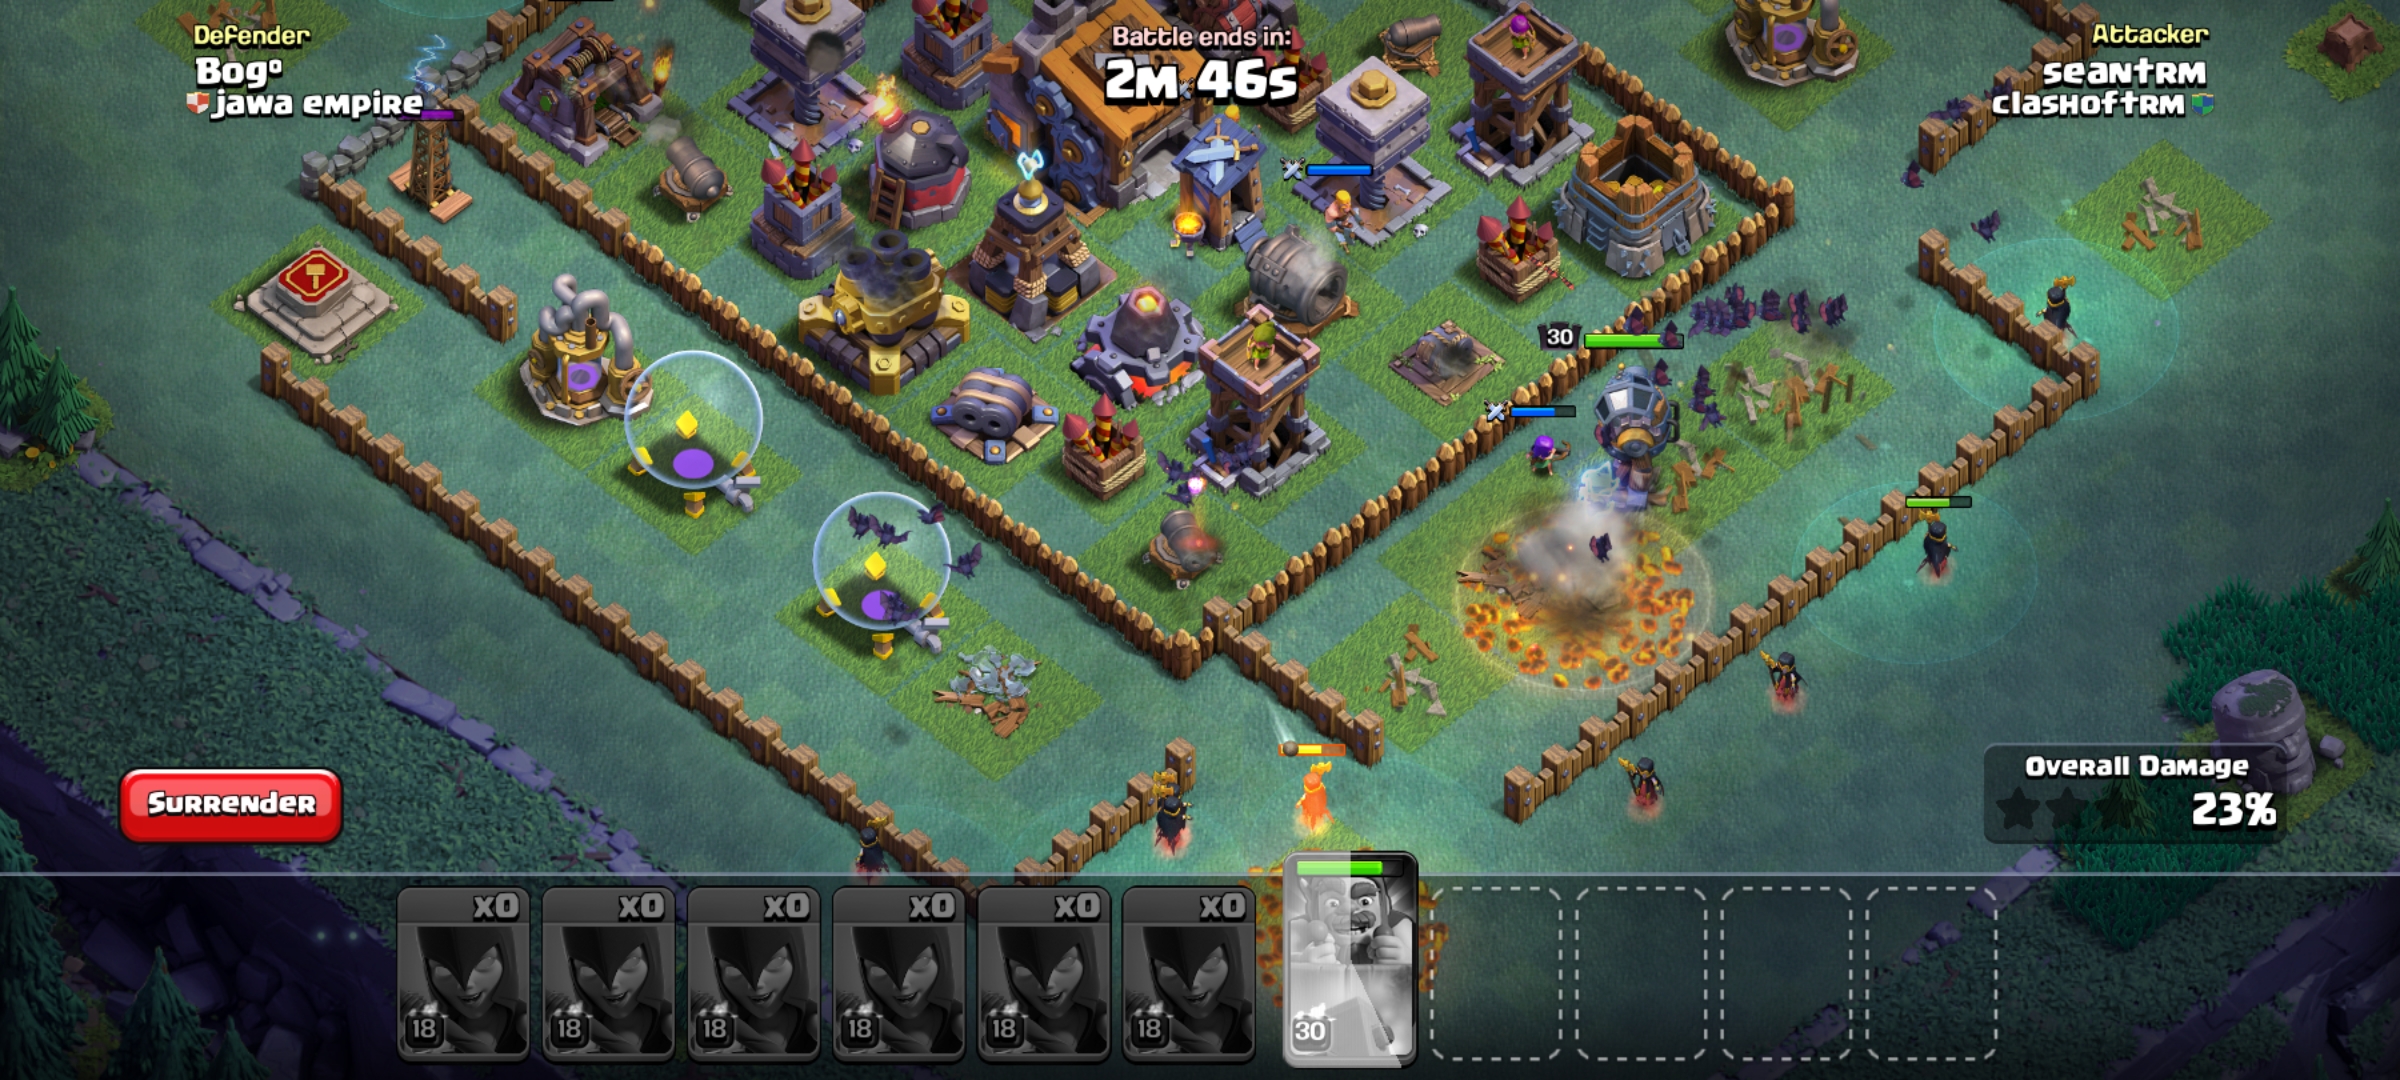 Defender
Bogº
jawa empire
Battle ends in:
2M 46s
Attacker
seantrm
clashoftrm
30
Surrender
Overall Damage
23%
x0 x0 x0 x0 x0 x0
18 18 18 18 18 18 30